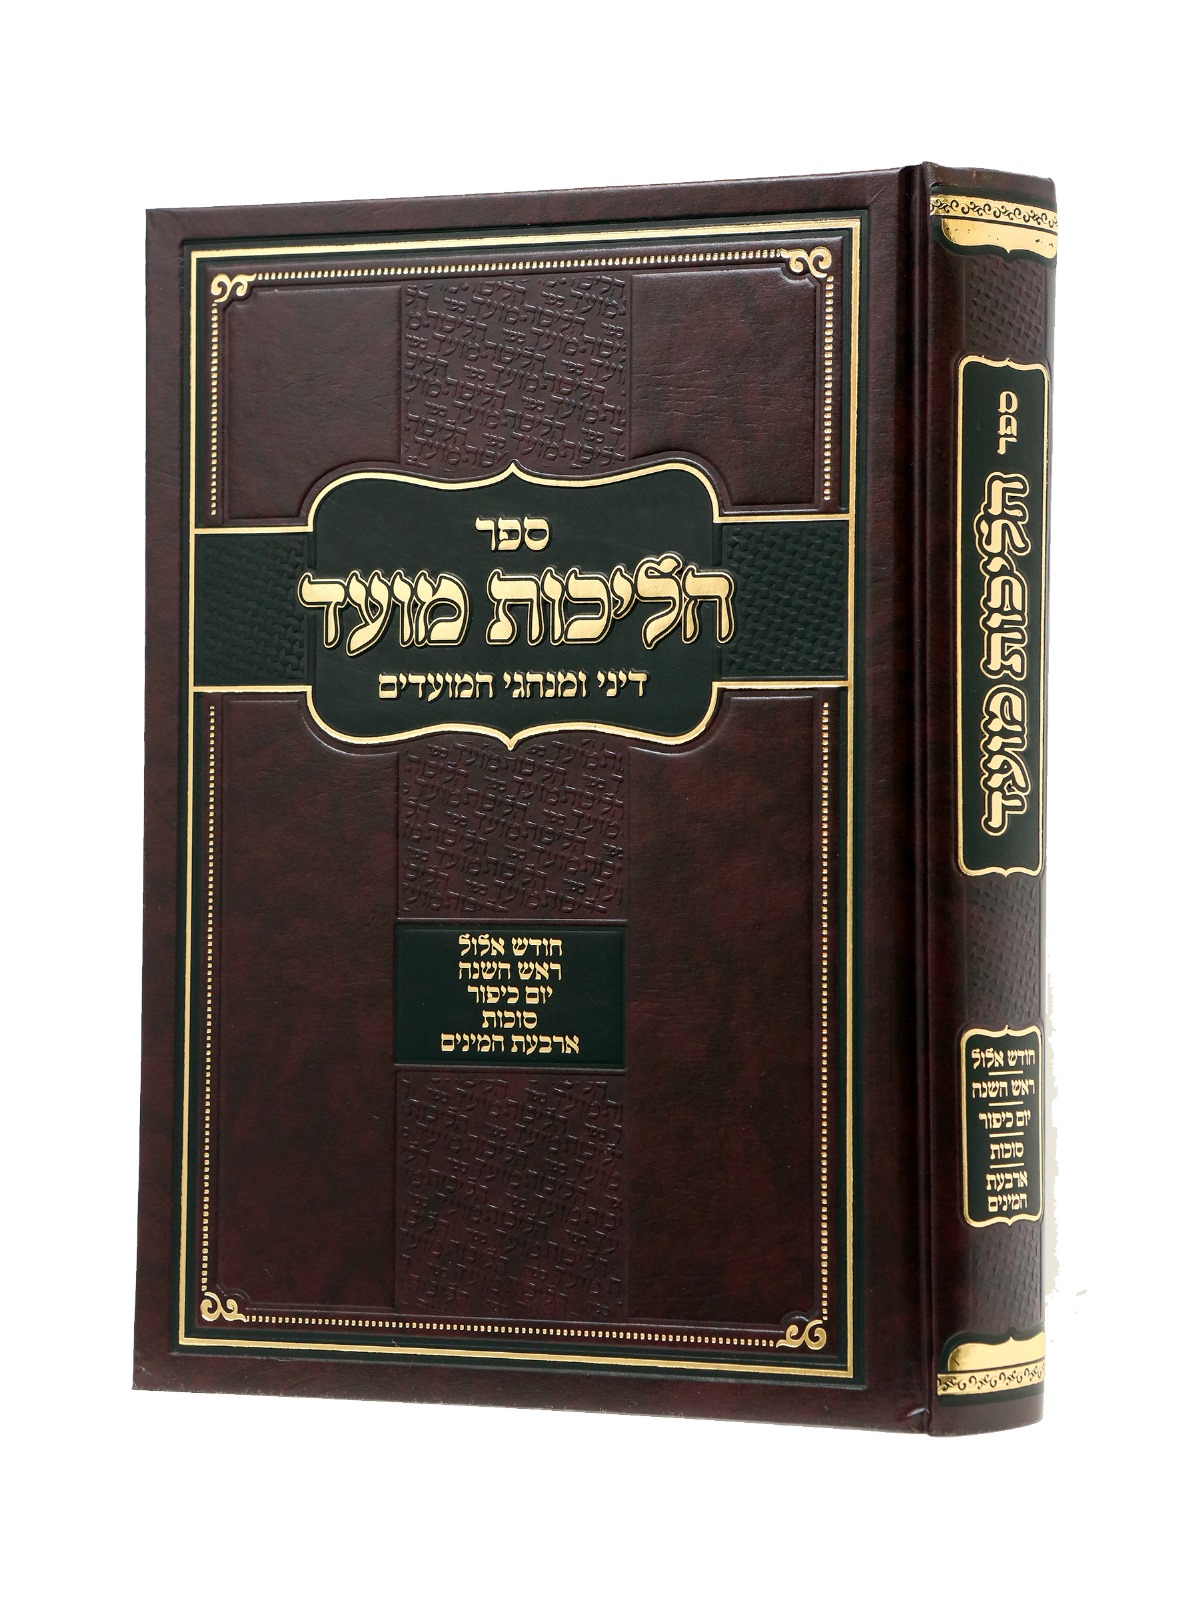 ספר
הליכות מועד
דיני ומנהגי המועדים
חודש אלול
ראש השנה
יום כיפור
סוכות
ארבעת המינים
ספר הליכות מועד
חודש אלול
ראש השנה
יום כיפור
סוכות
ארבעת
המינים